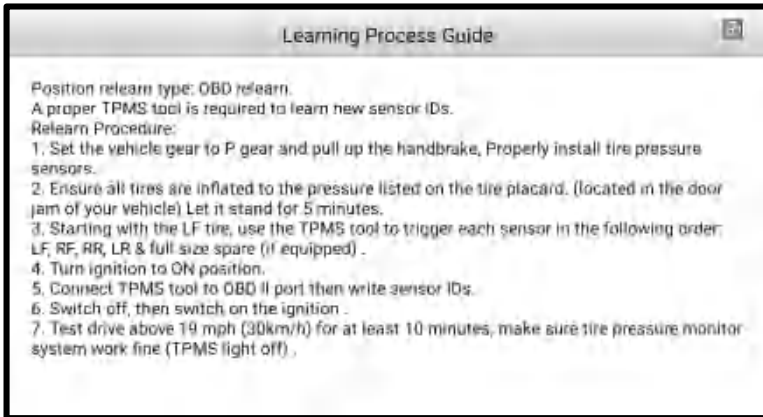 Learning Process Guide
Position relearn type: OBD relearn.
A proper TPMS tool is required to learn new sensor IDs.
Relearn Procedure:
1. Set the vehicle gear to P gear and pull up the handbrake, Properly install tire pressure
sensors.
2. Ensure all tires are inflated to the pressure listed on the tire placard. (located in the door
jam of your vehicle) Let it stand for 5 minutes.
3. Starting with the LF tire, use the TPMS tool to trigger each sensor in the following order:
LF, RF, RR, LR & full size spare (if equipped) .
4. Turn ignition to ON position.
5. Connect TPMS tool to OBD II port then write sensor IDs.
6. Switch off, then switch on the ignition .
7. Test drive above 19 mph (30km/h) for at least 10 minutes, make sure tire pressure monitor
system work fine (TPMS light off) .